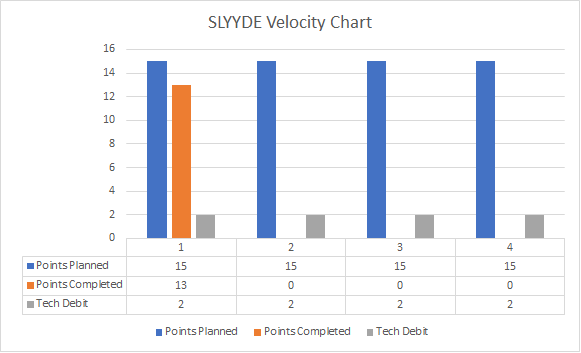 SLYYDE Velocity Chart
16
14
12
10
8
6
4
2
0
1 2 3 4
Points Planned 15 15 15 15
Points Completed 13 0 0 0
Tech Debit 2 2 2 2
Points Planned Points Completed Tech Debit